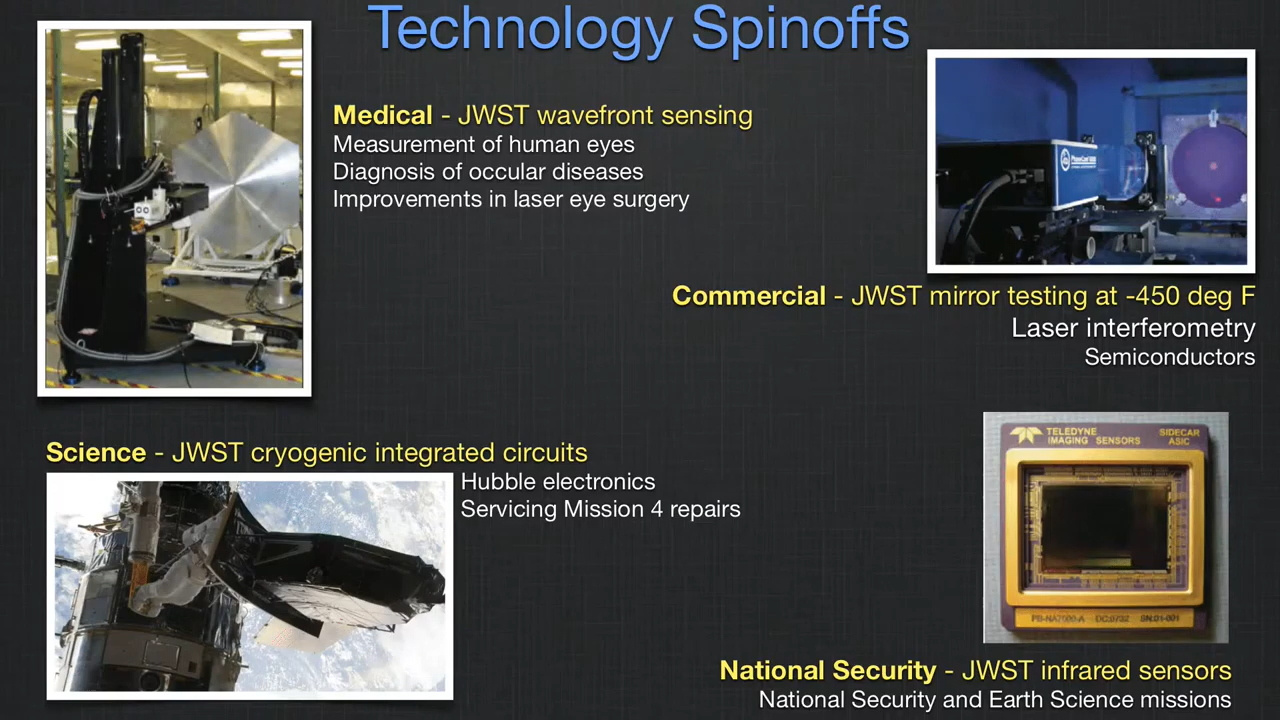 Technology Spinoffs
Medical - JWST wavefront sensing
Measurement of human eyes
Diagnosis of occular diseases
Improvements in laser eye surgery
Commercial - JWST mirror testing at -450 deg F
Laser interferometry
Semiconductors
Science - JWST cryogenic integrated circuits
Hubble electronics
Servicing Mission 4 repairs
TELEDYNE
IMAGING SENSORS
SIDECAR
ASIC
National Security - JWST infrared sensors
National Security and Earth Science missions